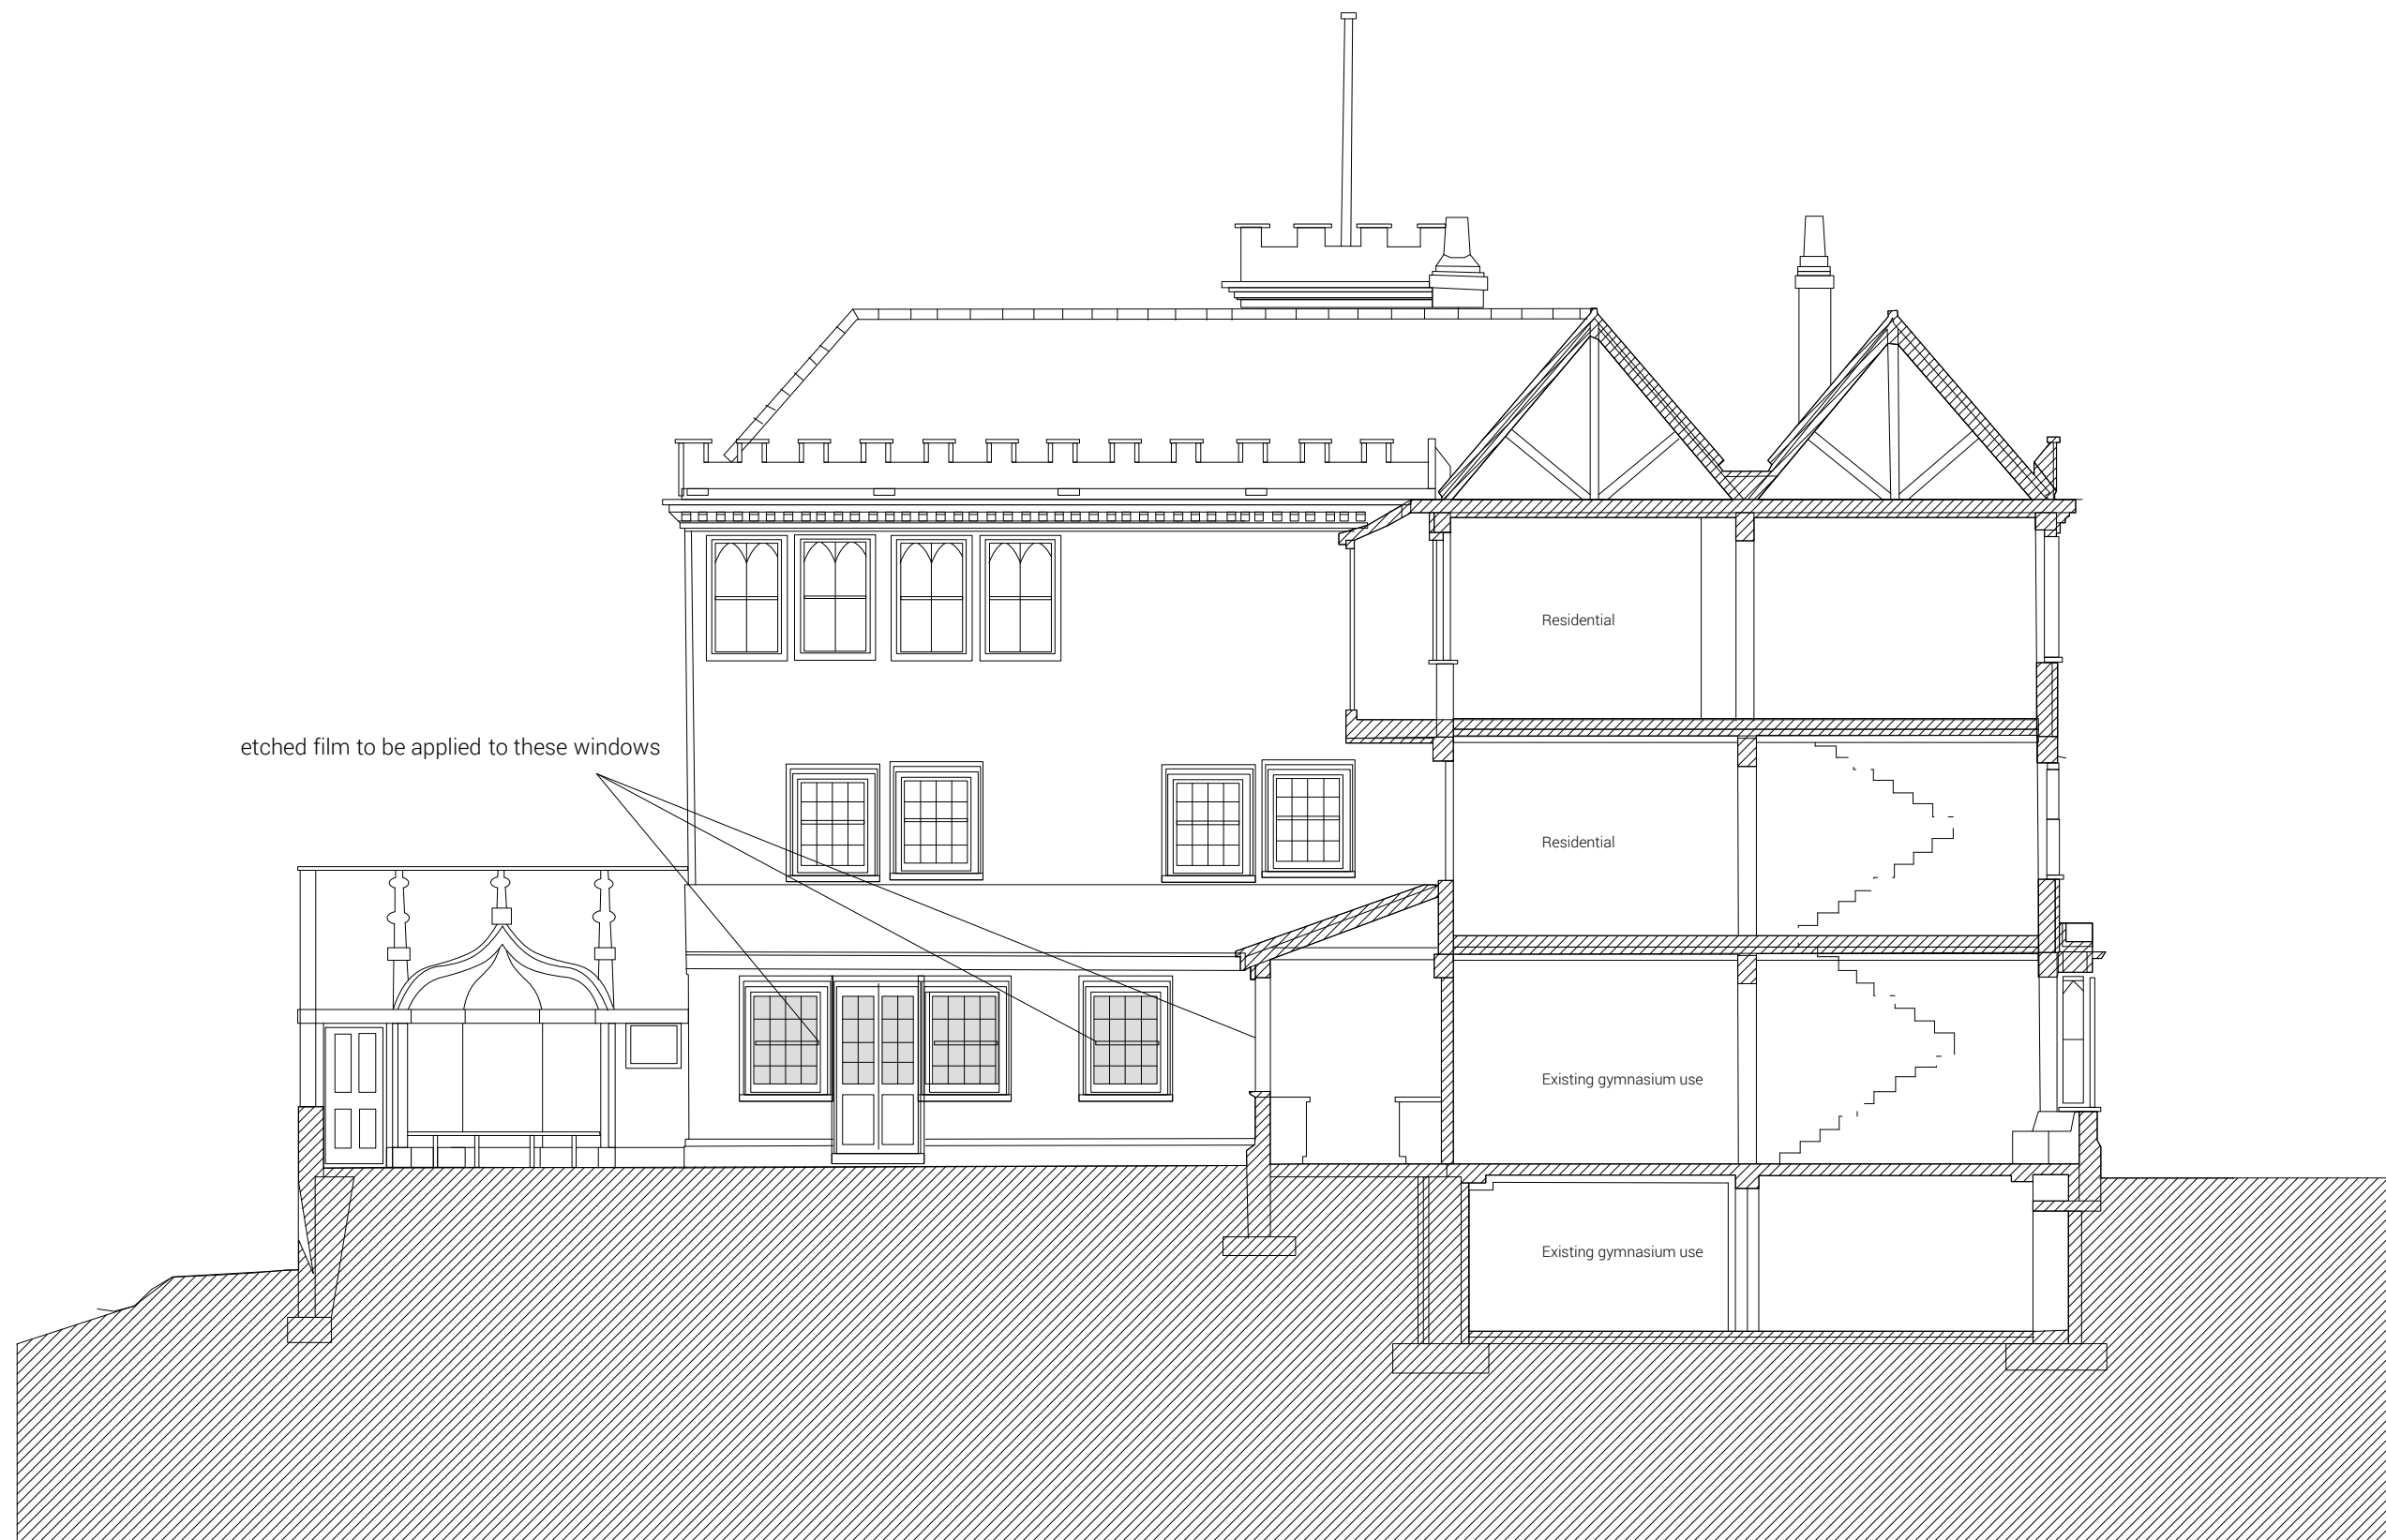 Residential
etched film to be applied to these windows
Residential
Existing gymnasium use
Existing gymnasium use